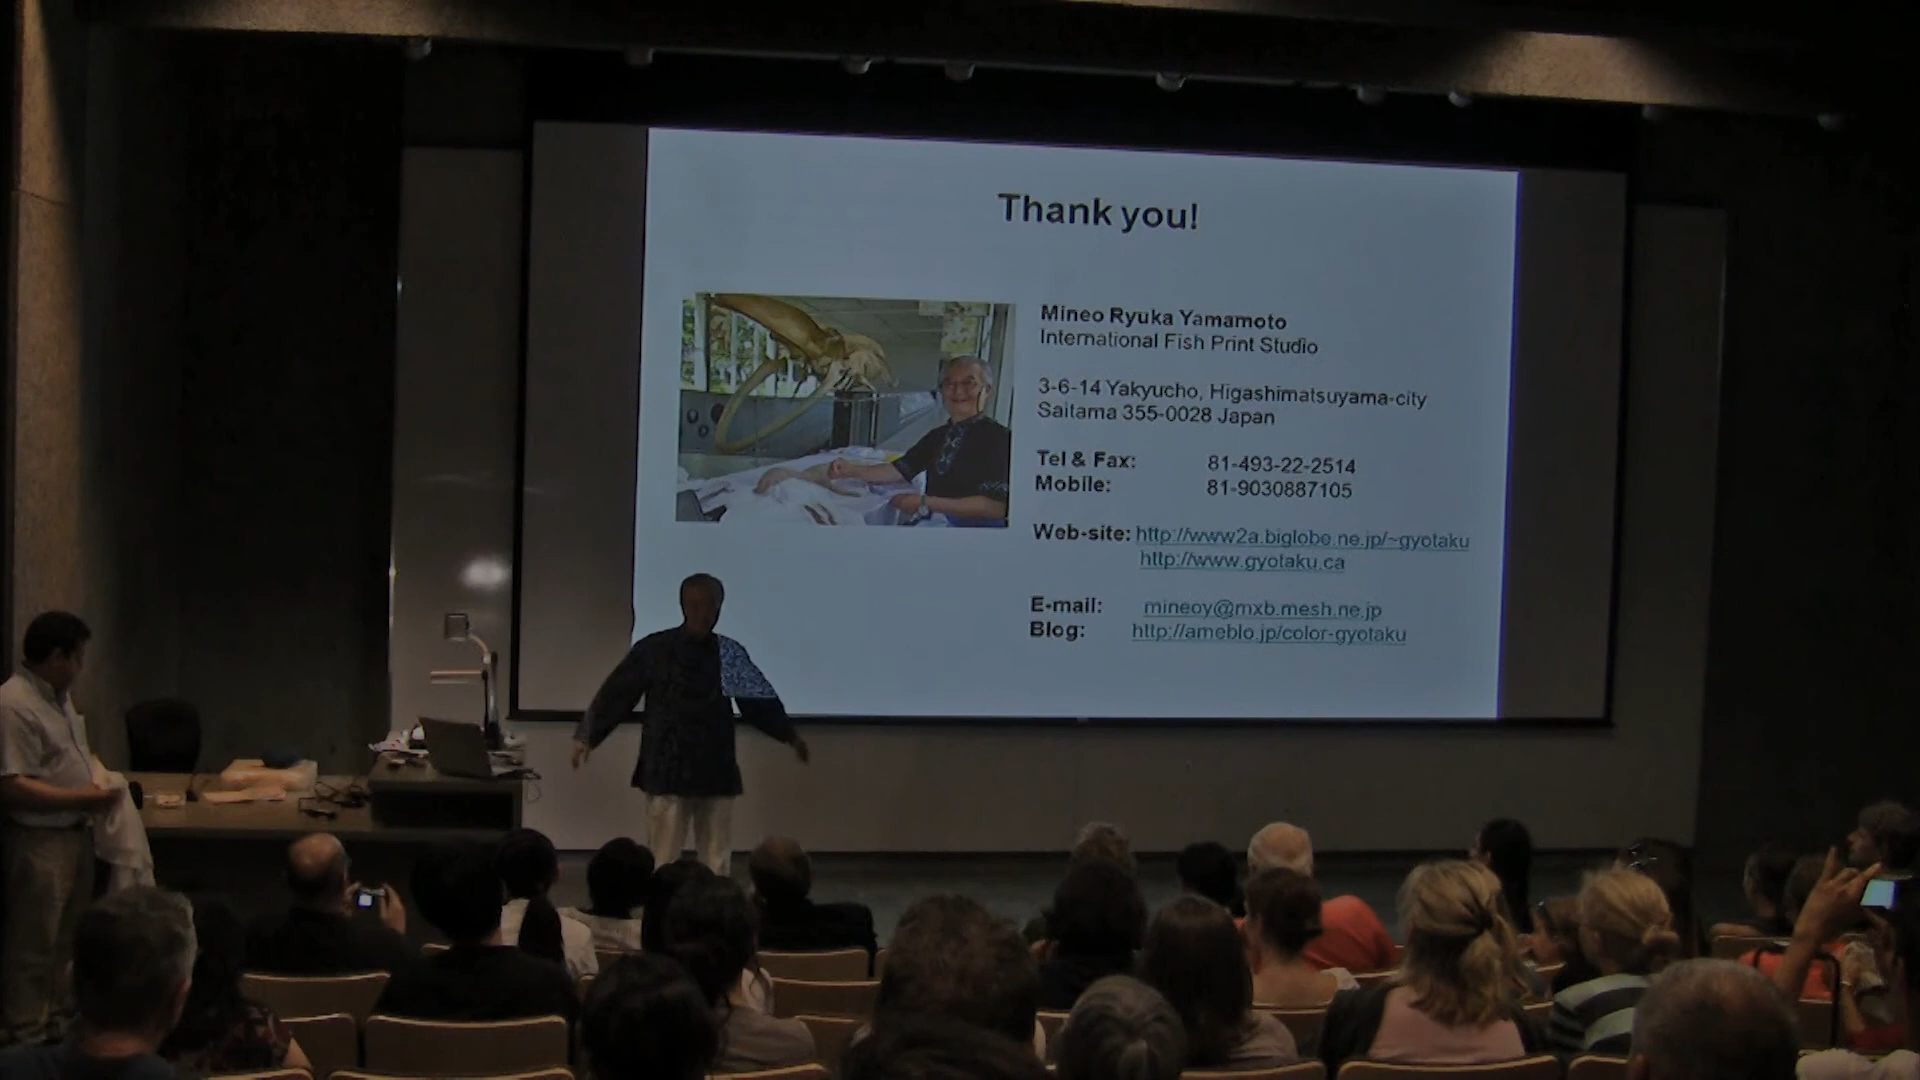 Thank you!
Mineo Ryuka Yamamoto
International Fish Print Studio
3-6-14 Yakyucho, Higashimatsuyama-city
Saitama 355-0028 Japan
Tel & Fax: 81-493-22-2514
Mobile: 81-9030887105
Web-site: http://www2a.biglobe.ne.jp/~gyotaku
http://www.gyotaku.ca
E-mail: mineoy@mxb.mesh.ne.jp
Blog: http://ameblo.jp/color-gyotaku